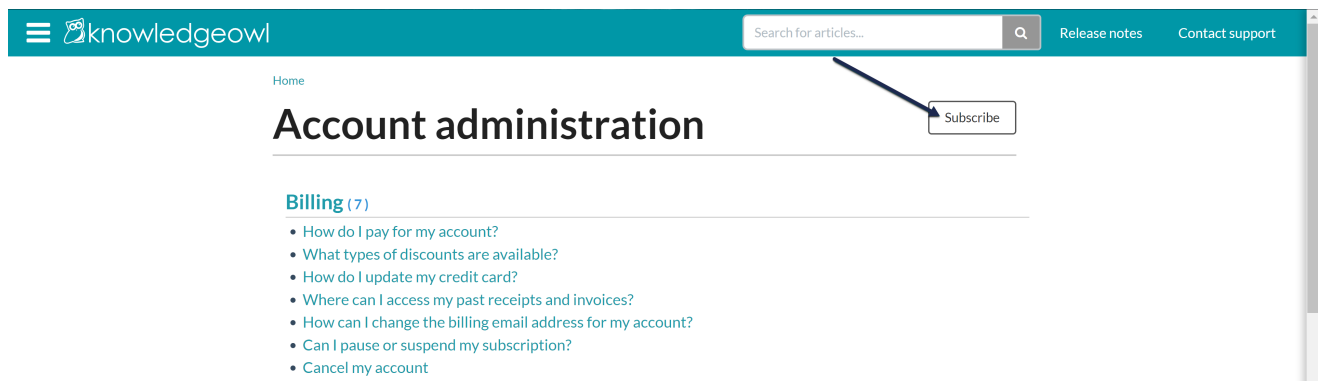 knowledgeowl
Search for articles...
Release notes
Contact support
Home
Account administration
Subscribe
Billing (7)
• How do I pay for my account?
• What types of discounts are available?
• How do I update my credit card?
• Where can I access my past receipts and invoices?
• How can I change the billing email address for my account?
• Can I pause or suspend my subscription?
• Cancel my account